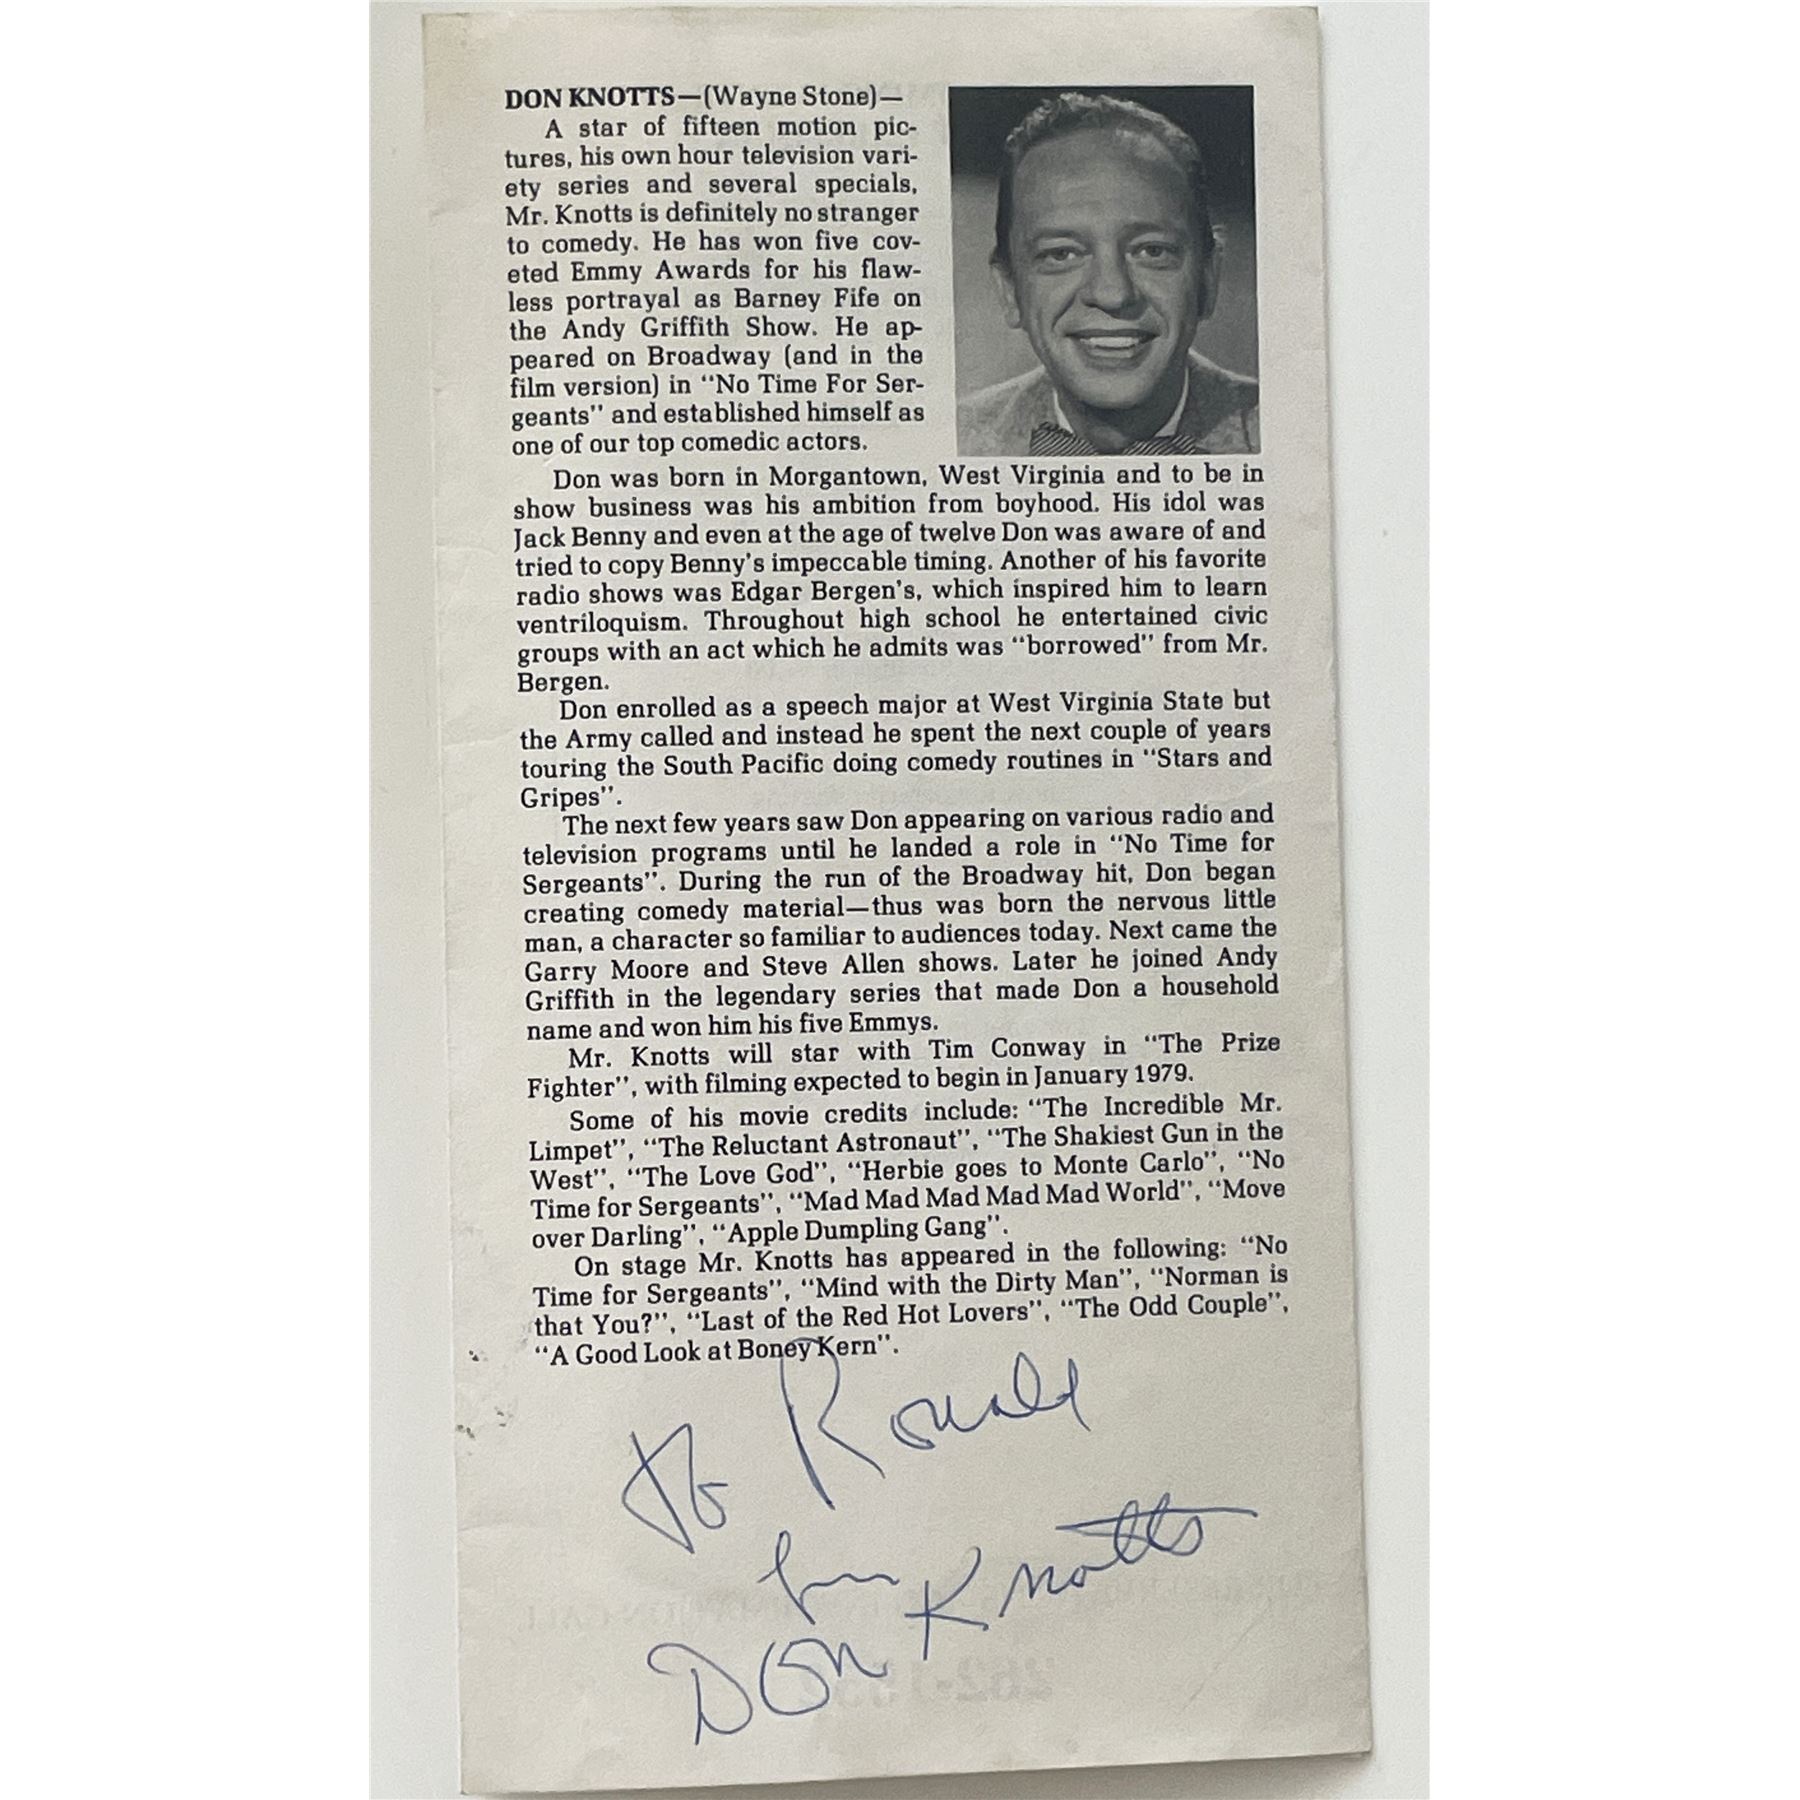 DON KNOTTS—(Wayne Stone)—
A star of fifteen motion pic-
tures, his own hour television vari-
ety series and several specials,
Mr. Knotts is definitely no stranger
to comedy. He has won five cov-
eted Emmy Awards for his flaw-
less portrayal as Barney Fife on
the Andy Griffith Show. He ap-
peared on Broadway (and in the
film version) in "No Time For Ser-
geants" and established himself as
one of our top comedic actors.
Don was born in Morgantown, West Virginia and to be in
show business was his ambition from boyhood. His idol was
Jack Benny and even at the age of twelve Don was aware of and
tried to copy Benny's impeccable timing. Another of his favorite
radio shows was Edgar Bergen's, which inspired him to learn
ventriloquism. Throughout high school he entertained civic
groups with an act which he admits was "borrowed" from Mr.
Bergen.
Don enrolled as a speech major at West Virginia State but
the Army called and instead he spent the next couple of years
touring the South Pacific doing comedy routines in "Stars and
Gripes".
The next few years saw Don appearing on various radio and
television programs until he landed a role in "No Time for
Sergeants". During the run of the Broadway hit, Don began
creating comedy material—thus was born the nervous little
man, a character so familiar to audiences today. Next came the
Garry Moore and Steve Allen shows. Later he joined Andy
Griffith in the legendary series that made Don a household
name and won him his five Emmys.
Mr. Knotts will star with Tim Conway in "The Prize
Fighter", with filming expected to begin in January 1979.
Some of his movie credits include: "The Incredible Mr.
Limpet", "The Reluctant Astronaut", "The Shakiest Gun in the
West", "The Love God", "Herbie goes to Monte Carlo", "No
Time for Sergeants", "Mad Mad Mad Mad Mad World", "Move
over Darling", "Apple Dumpling Gang".
On stage Mr. Knotts has appeared in the following: "No
Time for Sergeants", "Mind with the Dirty Man", "Norman is
that You?", "Last of the Red Hot Lovers", "The Odd Couple",
"A Good Look at Boney Kern".
To Ronald
Don Knotts